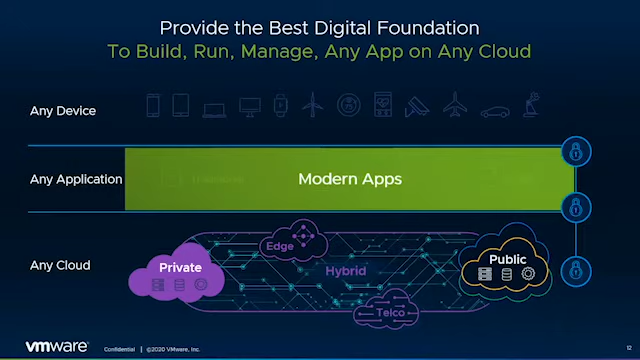 Provide the Best Digital Foundation
To Build, Run, Manage, Any App on Any Cloud
Any Device
Any Application
Modern Apps
Any Cloud
Private
Edge
Hybrid
Telco
Public
vmware
Confidential | ©2020 VMware, Inc.
12